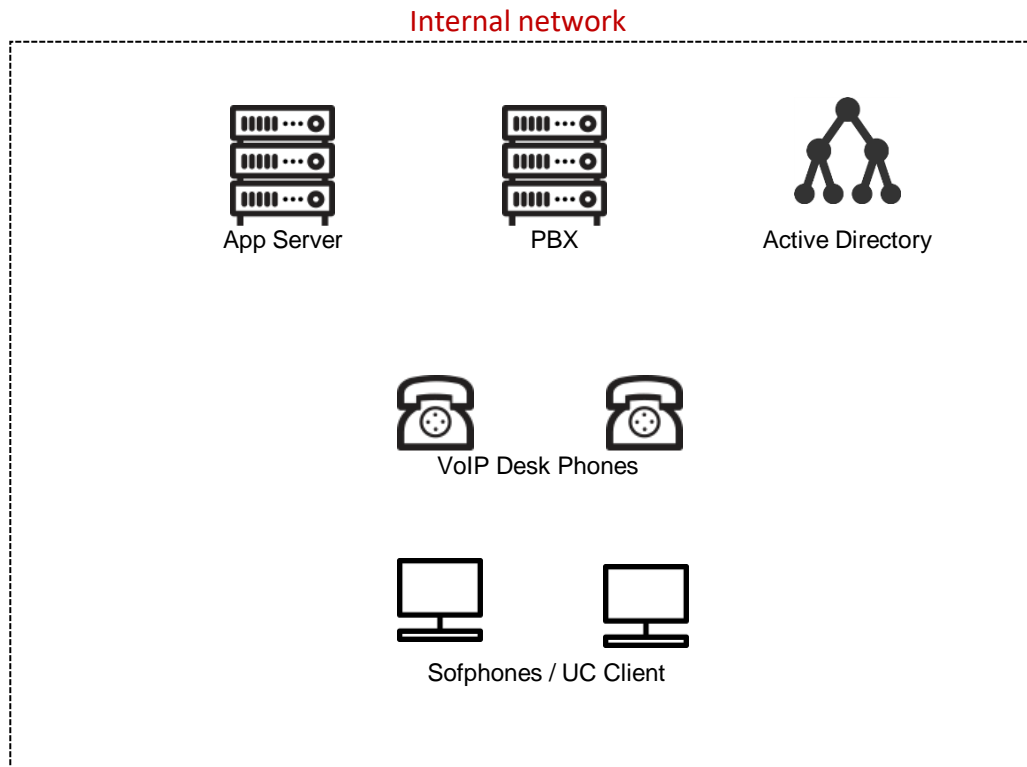 Internal network
App Server
PBX
Active Directory
VoIP Desk Phones
Sofphones / UC Client